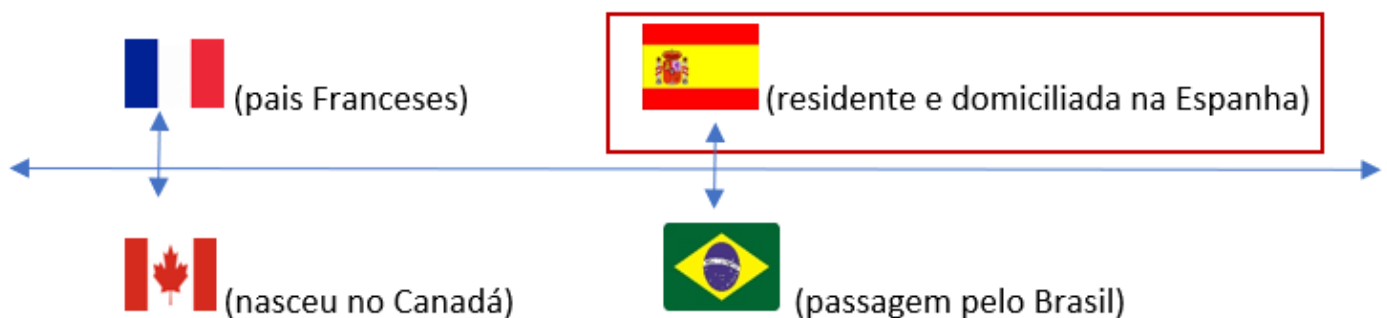 (pais Franceses)
(residente e domiciliada na Espanha)
(nasceu no Canadá)
(passagem pelo Brasil)